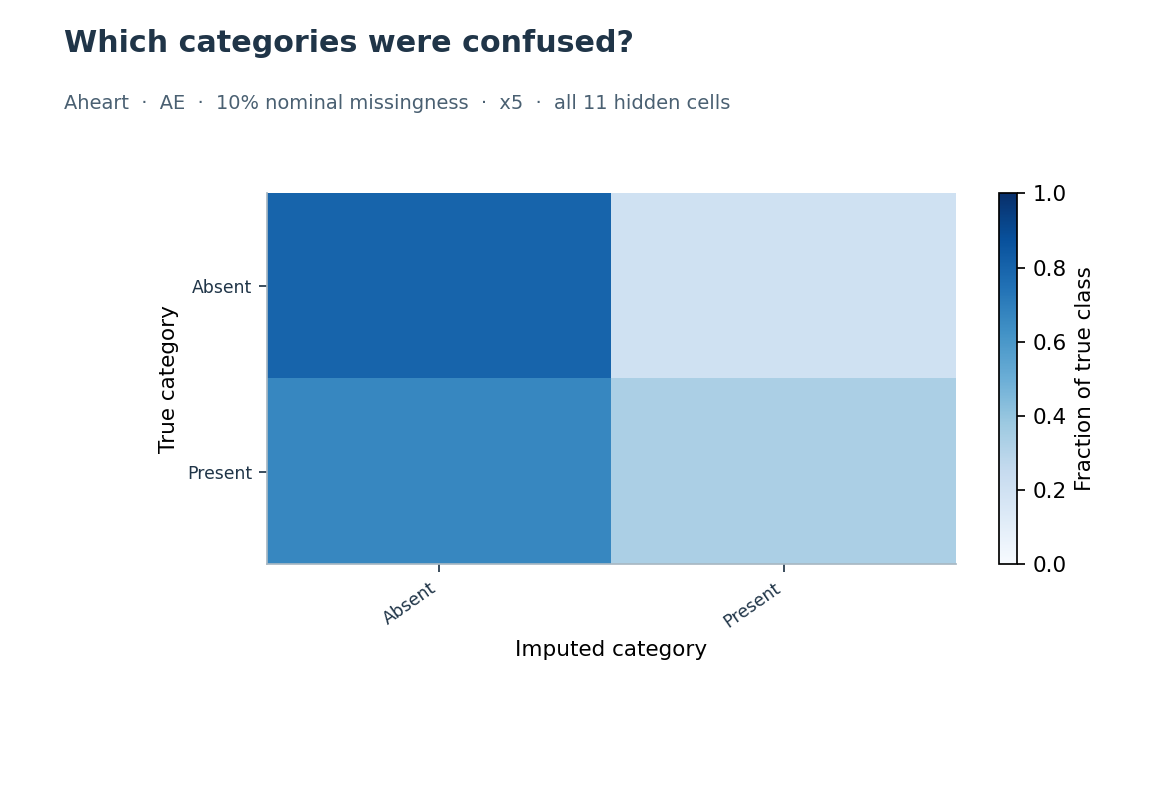 Which categories were confused?
Aheart · AE · 10% nominal missingness · x5 · all 11 hidden cells
True category
Absent
Present
Absent
Present
Imputed category
1.0
0.8
0.6
0.4
0.2
0.0
Fraction of true class